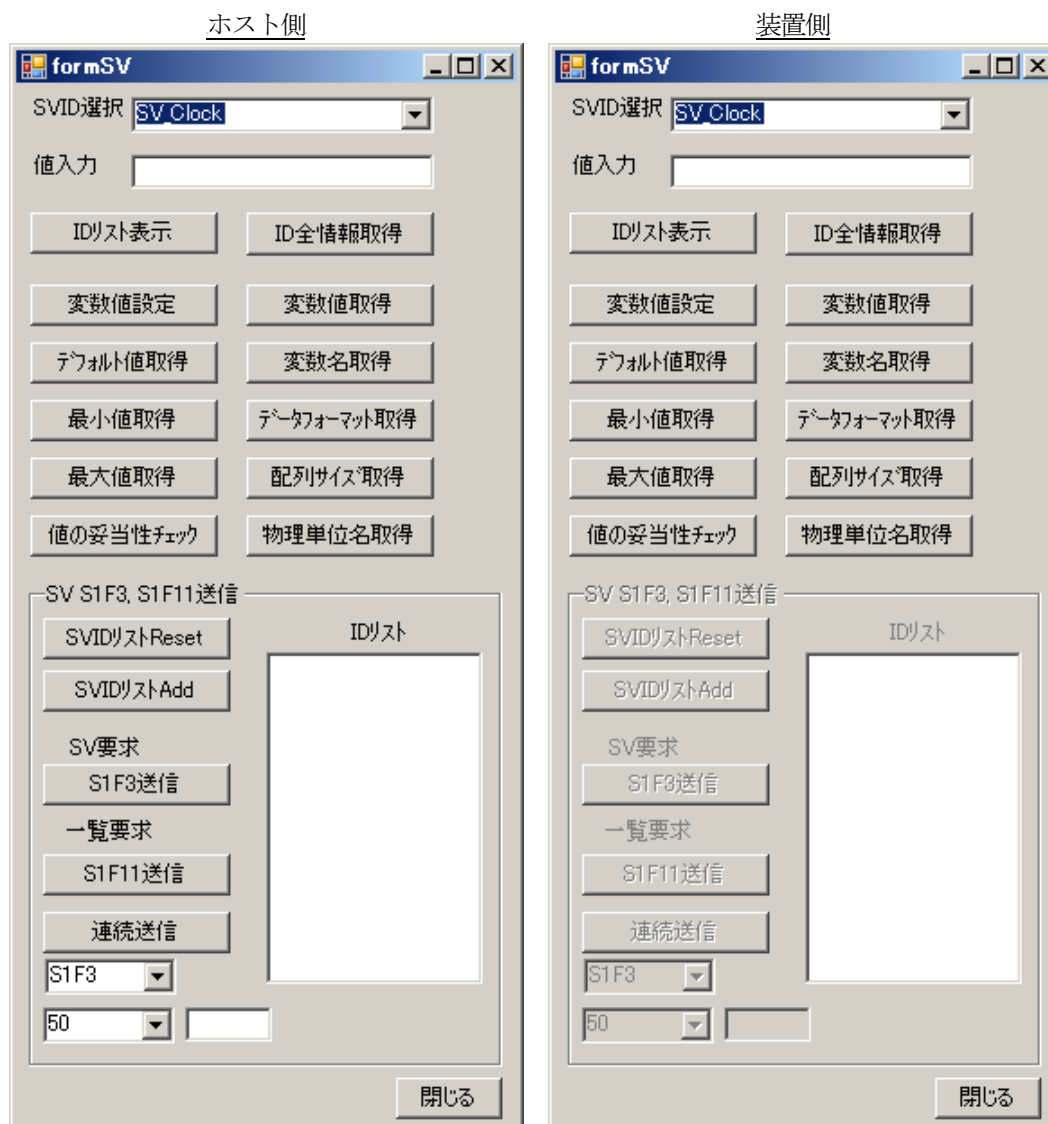 ホスト側
formSV
SVID選択 SV_Clock
値入力
IDリスト表示 ID全情報取得
変数値設定 変数値取得
デフォルト値取得 変数名取得
最小値取得 データフォーマット取得
最大値取得 配列サイズ取得
値の妥当性チェック 物理単位名取得
SV S1F3, S1F11送信
SVIDリストReset IDリスト
SVIDリストAdd
SV要求
S1F3送信
一覧要求
S1F11送信
連続送信
S1F3
50
閉じる
装置側
formSV
SVID選択 SV_Clock
値入力
IDリスト表示 ID全情報取得
変数値設定 変数値取得
デフォルト値取得 変数名取得
最小値取得 データフォーマット取得
最大値取得 配列サイズ取得
値の妥当性チェック 物理単位名取得
SV S1F3, S1F11送信
SVIDリストReset IDリスト
SVIDリストAdd
SV要求
S1F3送信
一覧要求
S1F11送信
連続送信
S1F3
50
閉じる